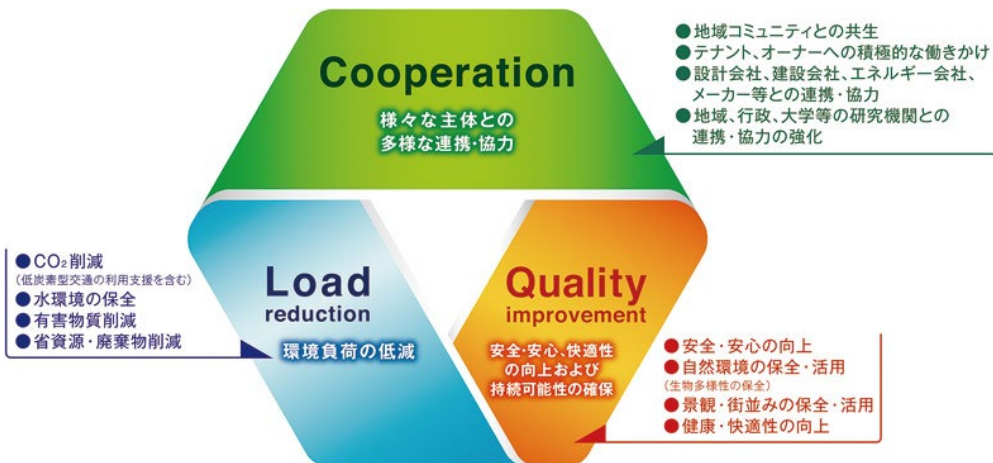 Cooperation
様々な主体との
多様な連携・協力
●地域コミュニティとの共生
●テナント、オーナーへの積極的な働きかけ
●設計会社、建設会社、エネルギー会社、
メーカー等との連携・協力
●地域、行政、大学等の研究機関との
連携・協力の強化
●CO₂削減
(低炭素型交通の利用支援を含む)
●水環境の保全
●有害物質削減
●省資源・廃棄物削減
Load
reduction
環境負荷の低減
Quality
improvement
安全・安心、快適性
の向上および
持続可能性の確保
●安全・安心の向上
●自然環境の保全・活用
(生物多様性の保全)
●景観・街並みの保全・活用
●健康・快適性の向上